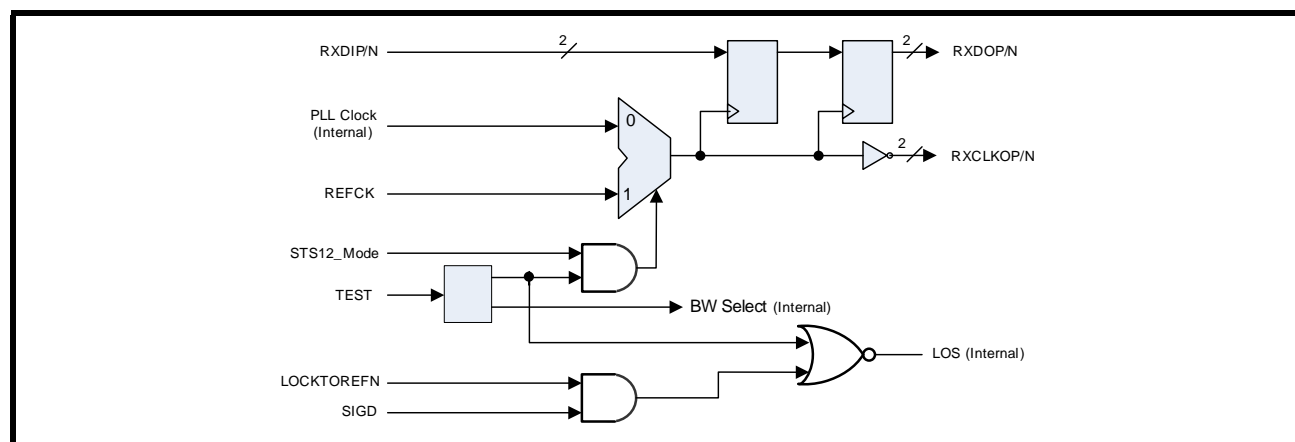 RXDIP/N
2
2
RXDOP/N
PLL Clock
(Internal)
0
2
RXCLKOP/N
REFCK
1
STS12_Mode
TEST
BW Select (Internal)
LOS (Internal)
LOCKTOREFN
SIGD